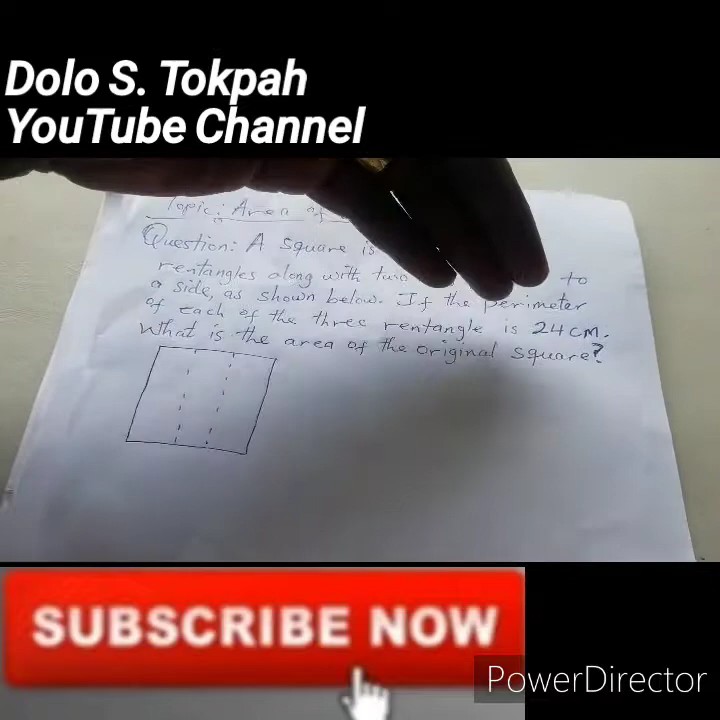 Dolo S. Tokpah
YouTube Channel
Topic: Area of
Question: A square is
rentangles along with two to
a side, as shown below. If the perimeter
of each of the three rentangle is 24cm.
What is the area of the original square?
SUBSCRIBE NOW
PowerDirector